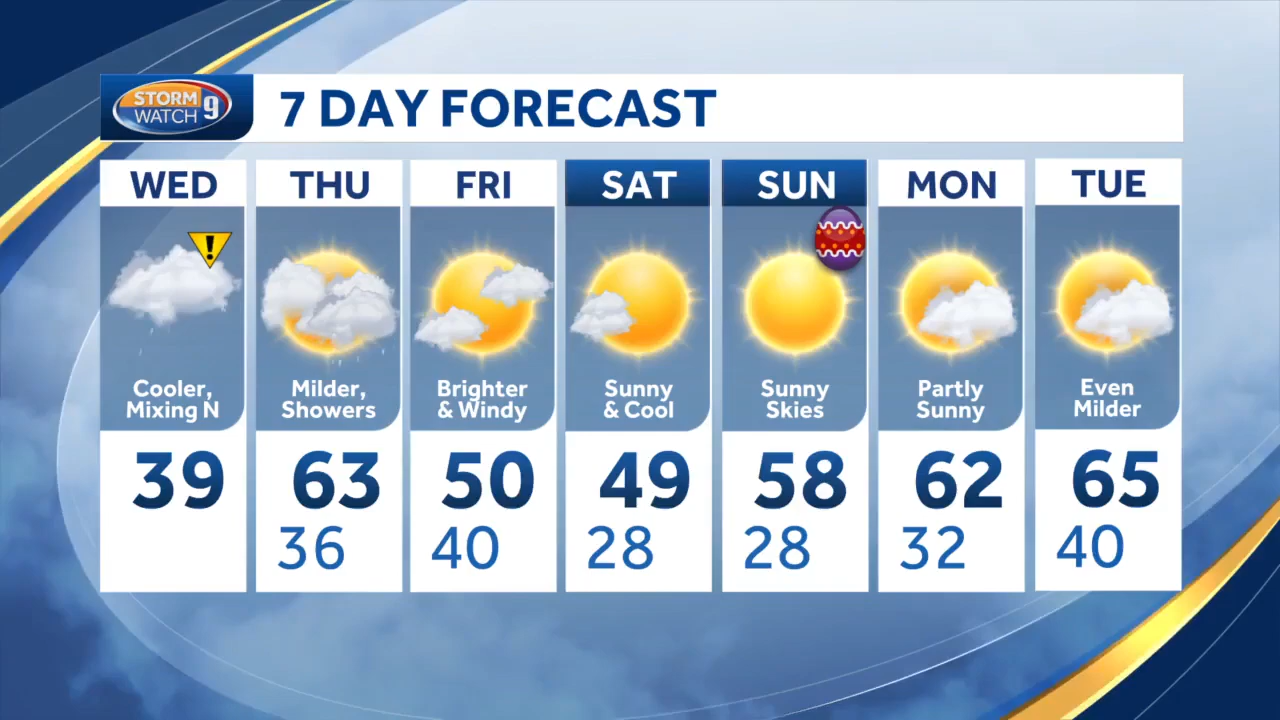 STORM
WATCH 9
7 DAY FORECAST
WED
THU
FRI
SAT
SUN
MON
TUE
!
Cooler,
Mixing N
Milder,
Showers
Brighter
& Windy
Sunny
& Cool
Sunny
Skies
Partly
Sunny
Even
Milder
39
63
50
49
58
62
65
36
40
28
28
32
40